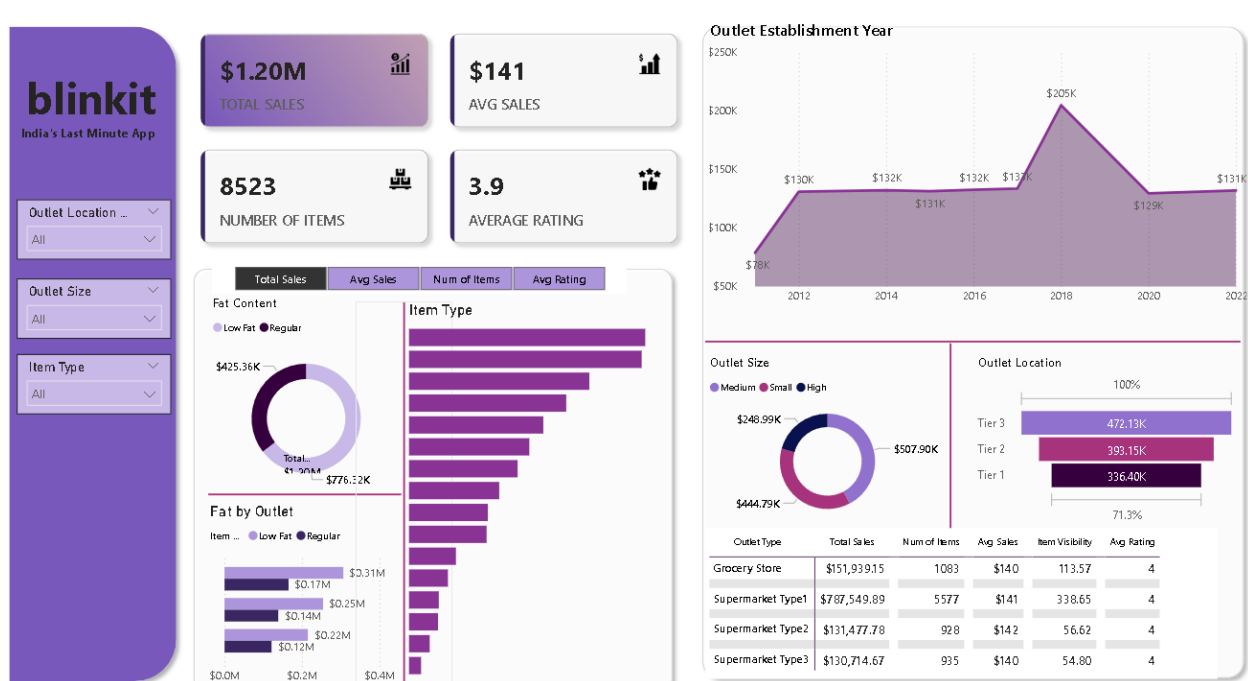 blinkit
India's Last Minute App
Outlet Location ...
All
Outlet Size
All
Item Type
All
$1.20M
TOTAL SALES
$141
AVG SALES
8523
NUMBER OF ITEMS
3.9
AVERAGE RATING
Total Sales
Avg Sales
Num of Items
Avg Rating
Fat Content
Low Fat Regular
$425.36K
Total...
$1.20M
$776.32K
Fat by Outlet
Item ... Low Fat Regular
$0.31M
$0.17M
$0.25M
$0.14M
$0.22M
$0.12M
$0.0M $0.2M $0.4M
Item Type
Outlet Establishment Year
$250K
$200K
$150K
$100K
$50K
$78K
$130K
$132K
$131K
$132K
$133K
$205K
$129K
$131K
2012 2014 2016 2018 2020 2022
Outlet Size
Medium Small High
$248.99K
$507.90K
$444.79K
Outlet Location
100%
Tier 3 472.13K
Tier 2 393.15K
Tier 1 336.40K
71.3%
Outlet Type Total Sales Num of Items Avg Sales Item Visibility Avg Rating
Grocery Store $151,939.15 1083 $140 113.57 4
Supermarket Type1 $787,549.89 5577 $141 338.65 4
Supermarket Type2 $131,477.78 928 $142 56.62 4
Supermarket Type3 $130,714.67 935 $140 54.80 4